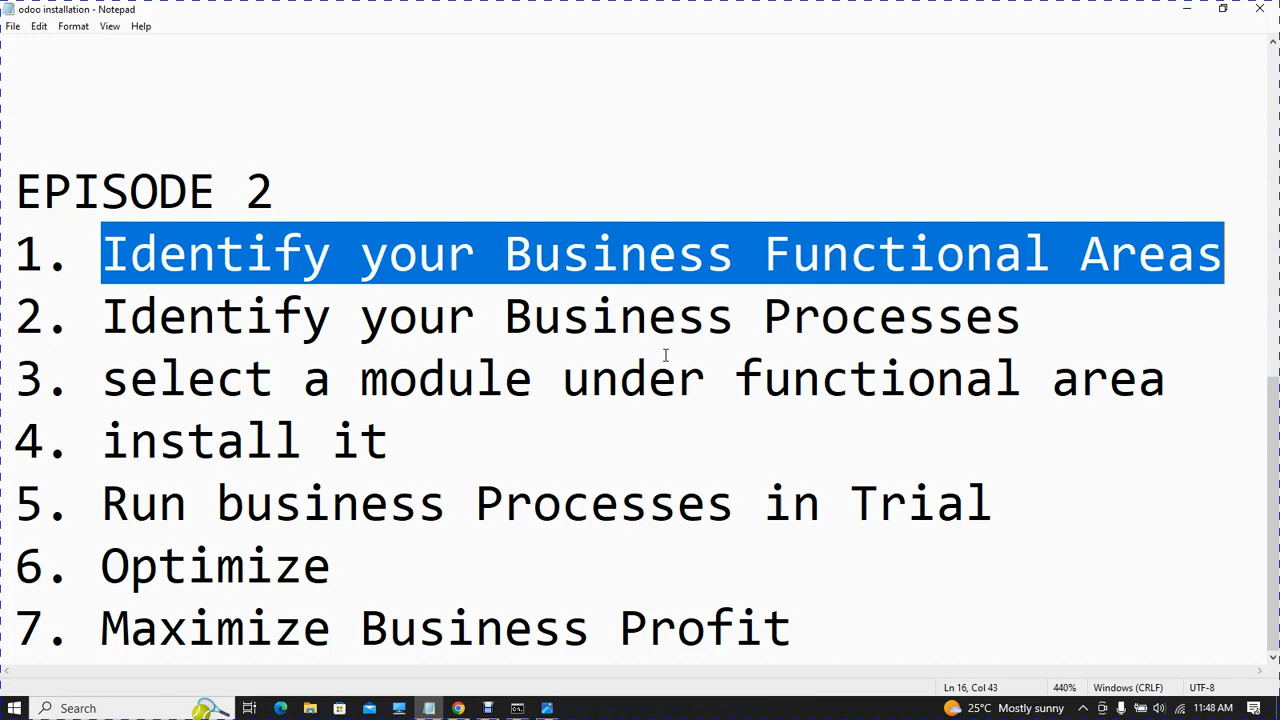 odoo installation - Notepad
File Edit Format View Help
EPISODE 2
1. Identify your Business Functional Areas
2. Identify your Business Processes
3. select a module under functional area
4. install it
5. Run business Processes in Trial
6. Optimize
7. Maximize Business Profit
Ln 16, Col 43 440% Windows (CRLF) UTF-8
Search 25°C Mostly sunny 11:48 AM